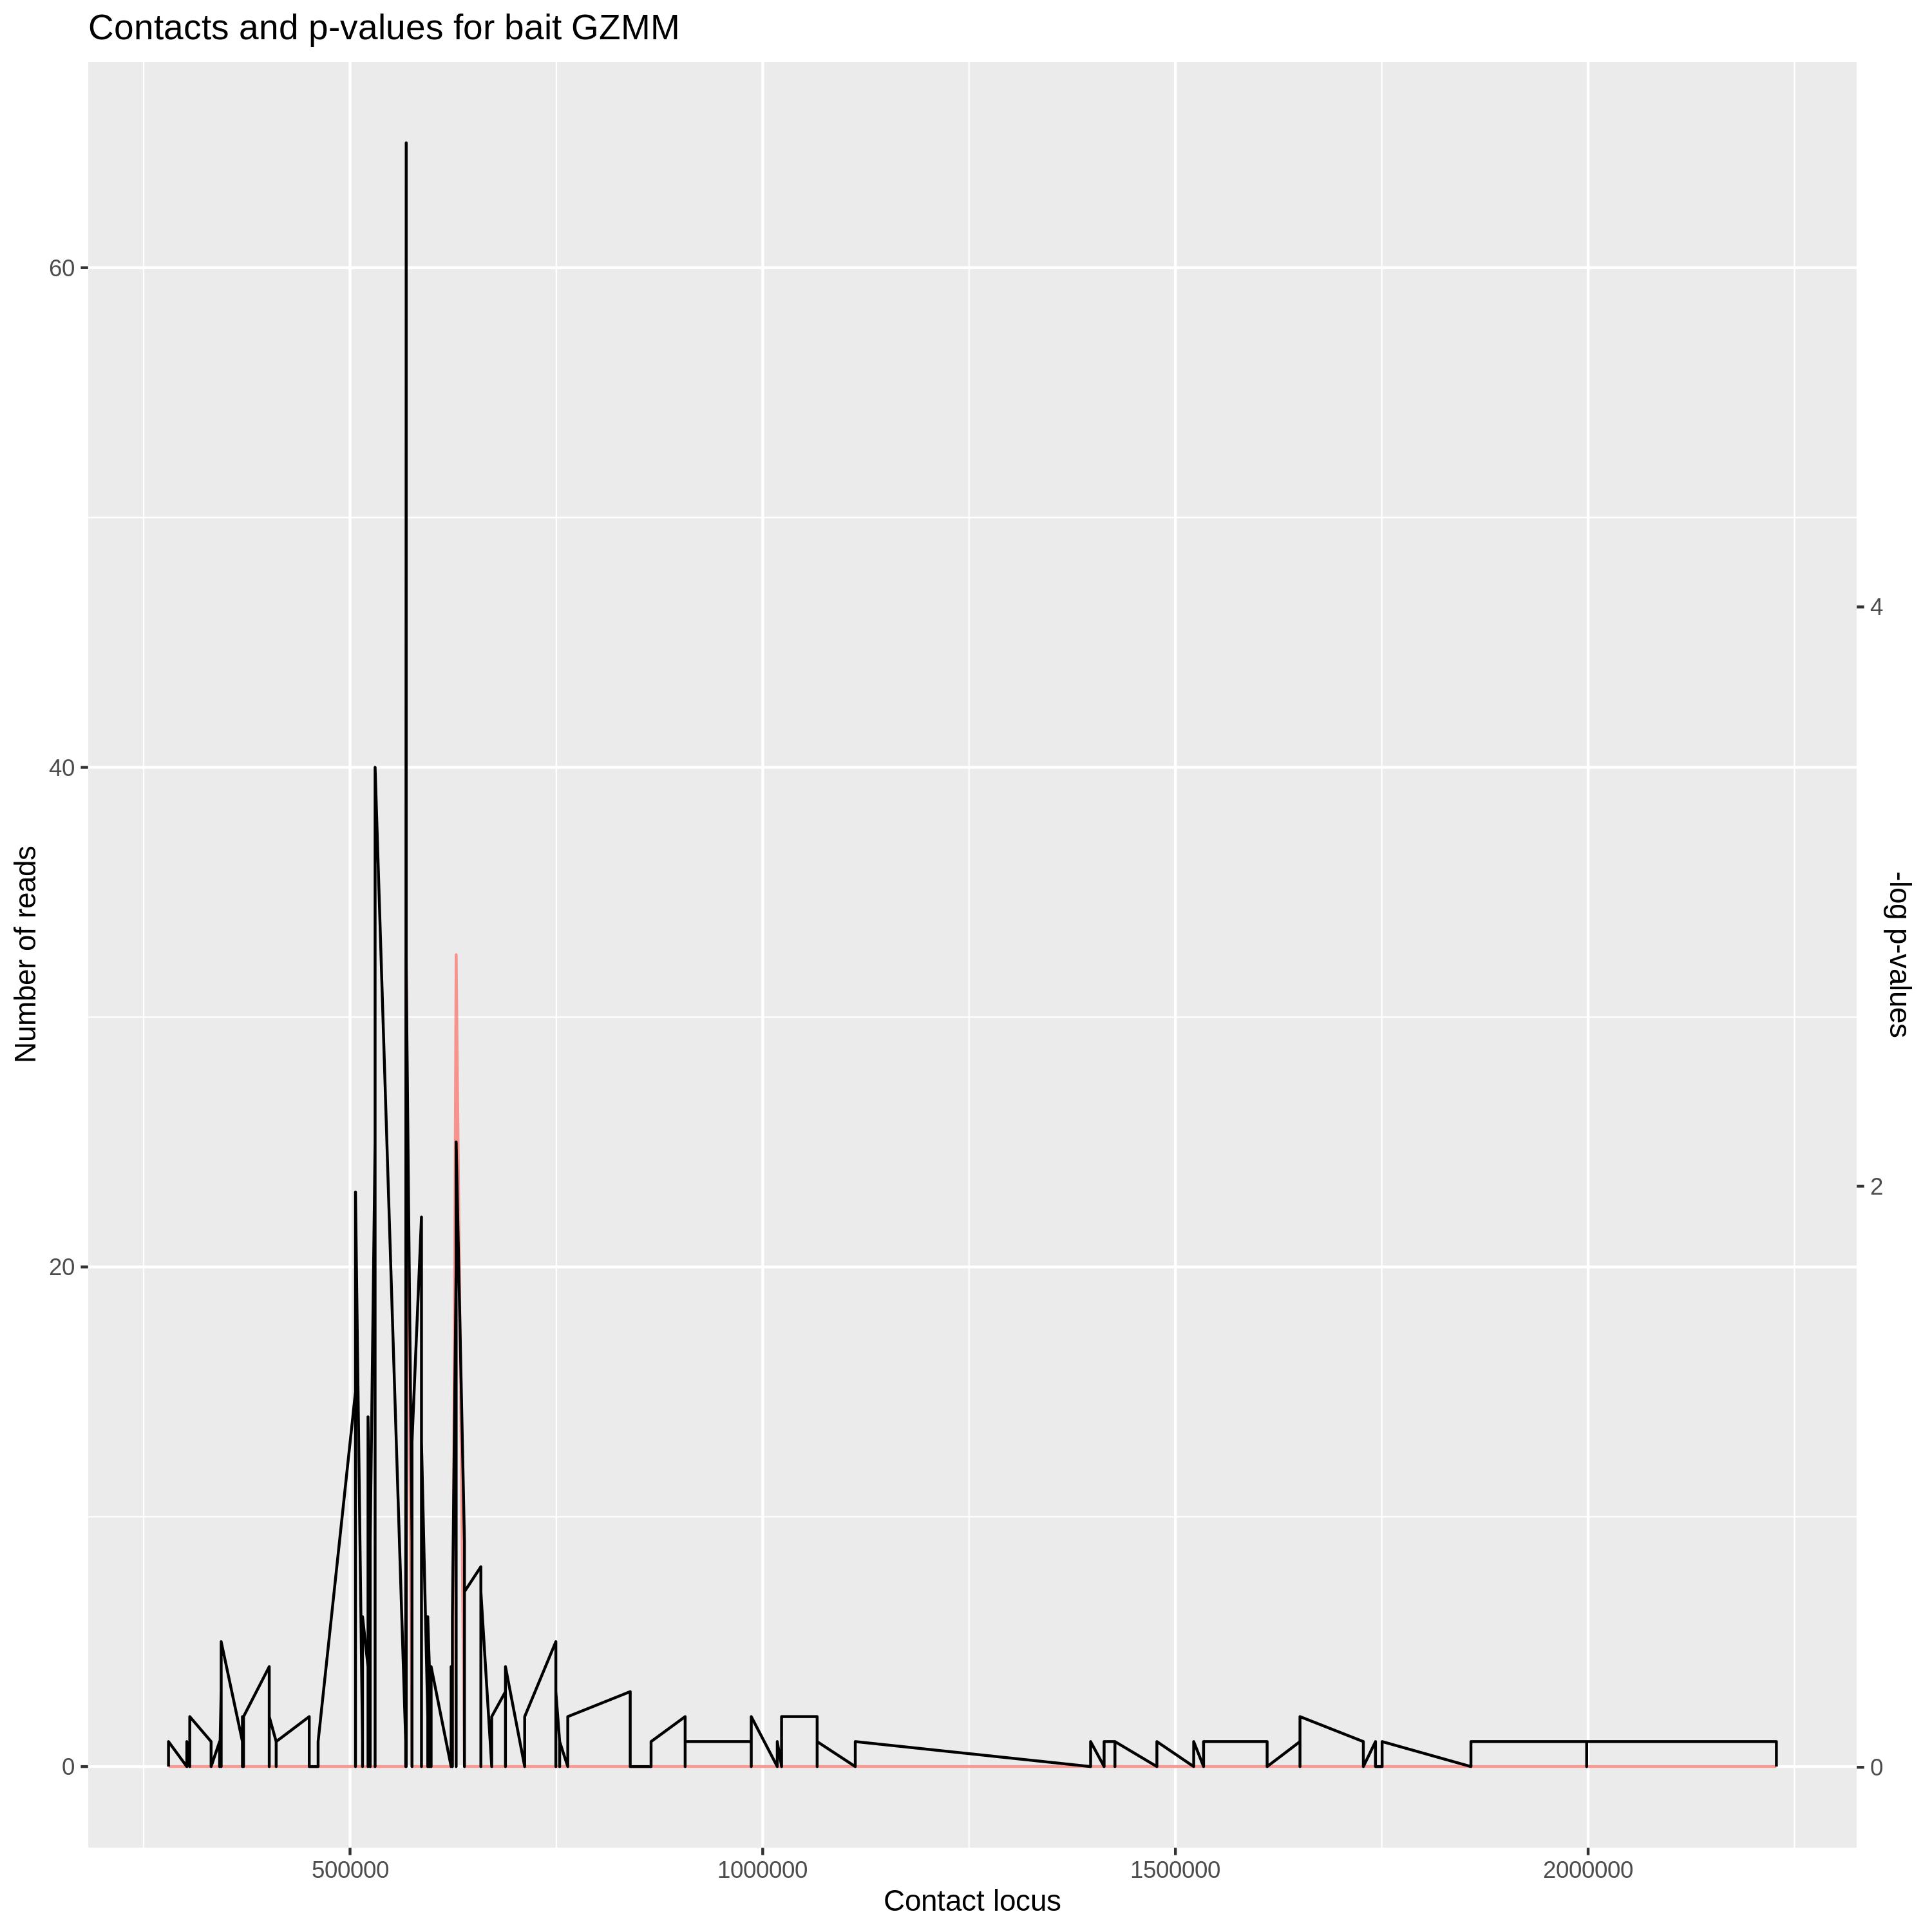 Contacts and p-values for bait GZMM
60
40
20
0
Number of reads
4
2
0
-log p-values
500000
1000000
1500000
2000000
Contact locus